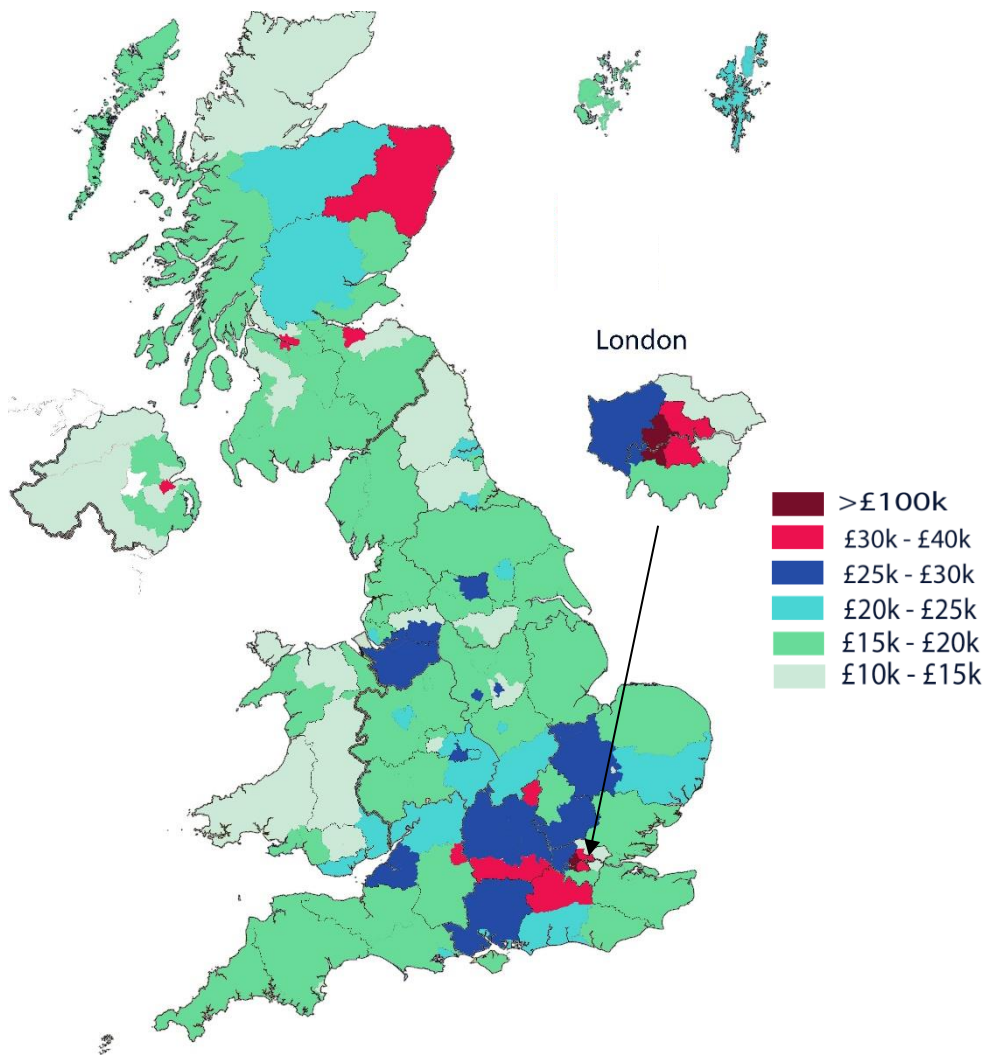 London
>£100k
£30k - £40k
£25k - £30k
£20k - £25k
£15k - £20k
£10k - £15k